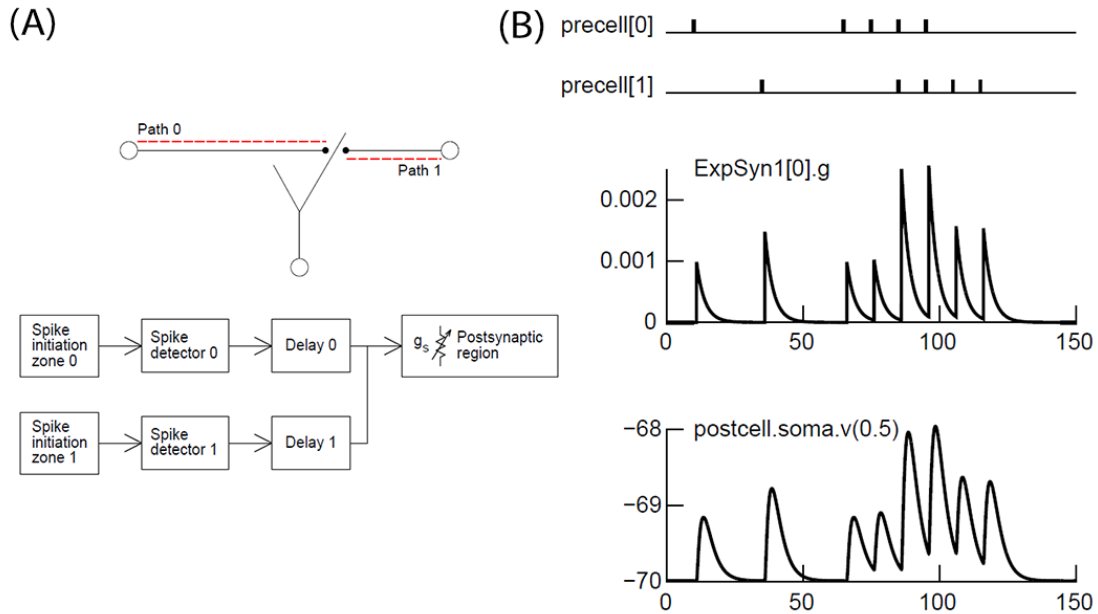 (A)
Path 0
Path 1
Spike
initiation
zone 0
Spike
detector 0
Delay 0
gs
Postsynaptic
region
Spike
initiation
zone 1
Spike
detector 1
Delay 1
(B)
precell[0]
precell[1]
ExpSyn1[0].g
0.002
0.001
0
0 50 100 150
postcell.soma.v(0.5)
−68
−69
−70
0 50 100 150